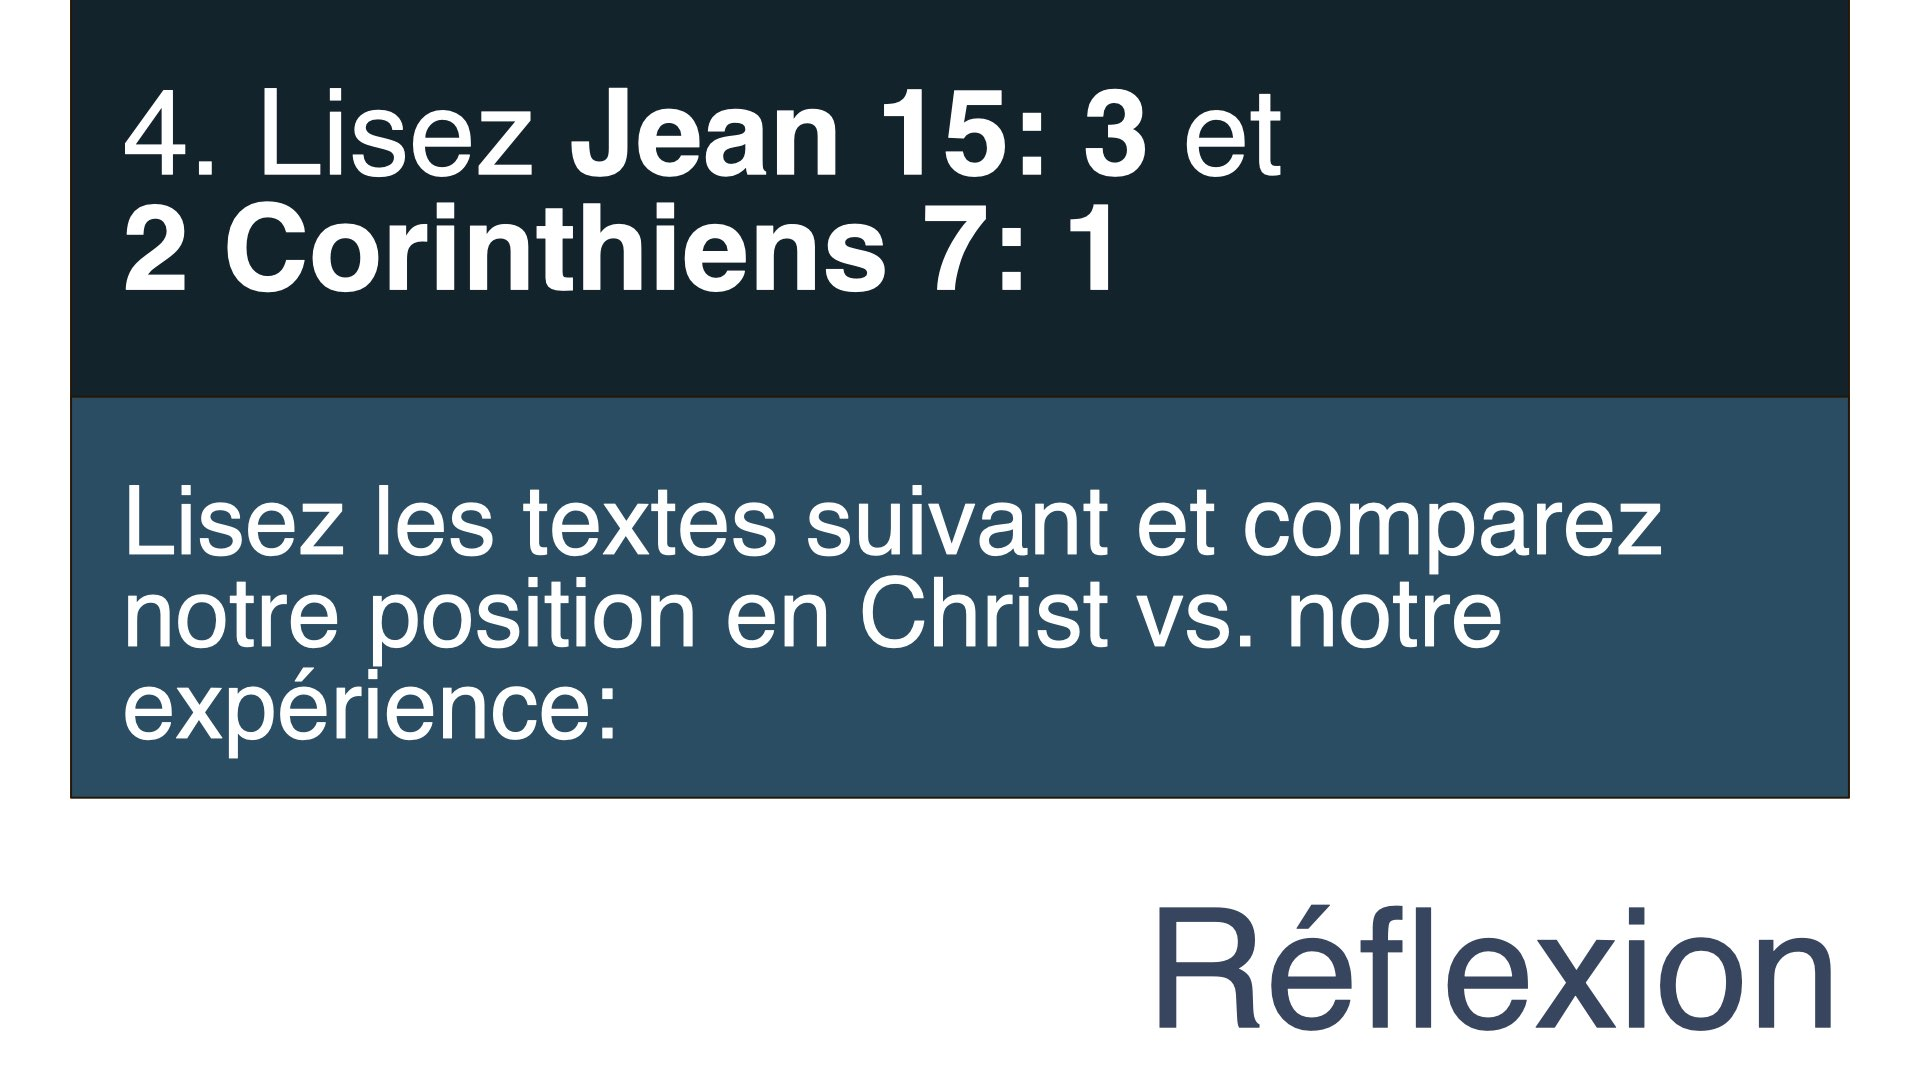 4. Lisez Jean 15: 3 et
2 Corinthiens 7: 1
Lisez les textes suivant et comparez
notre position en Christ vs. notre
expérience:
Réflexion